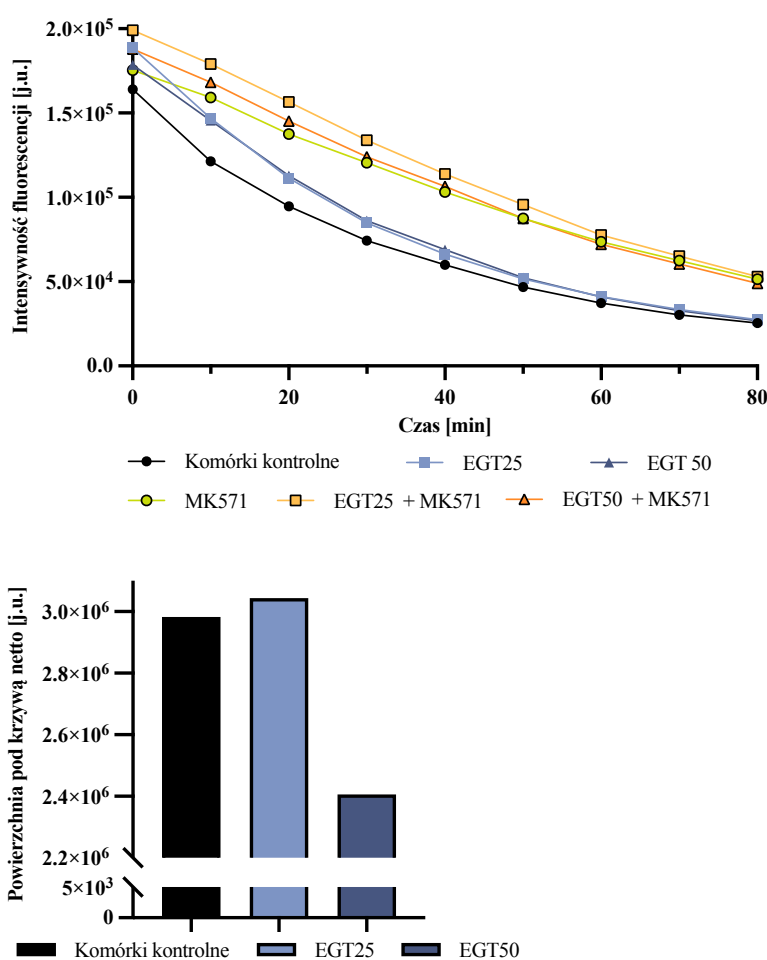 Intensywność fluorescencji [j.u.]
2.0×10⁵
1.5×10⁵
1.0×10⁵
5.0×10⁴
0.0
0 20 40 60 80
Czas [min]
Komórki kontrolne EGT25 EGT 50
MK571 EGT25 + MK571 EGT50 + MK571
Powierzchnia pod krzywą netto [j.u.]
3.0×10⁶
2.8×10⁶
2.6×10⁶
2.4×10⁶
2.2×10⁶
5×10³
0
Komórki kontrolne EGT25 EGT50